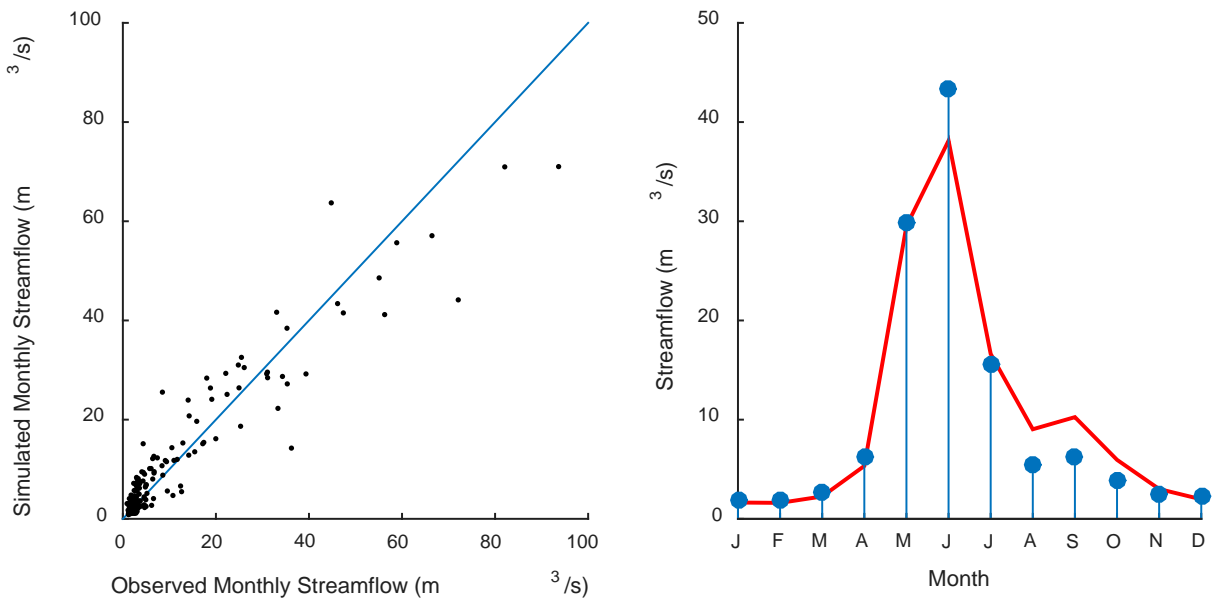 100
80
60
40
20
0
0 20 40 60 80 100
Simulated Monthly Streamflow (m 3/s)
Observed Monthly Streamflow (m 3/s)
50
40
30
20
10
0
J F M A M J J A S O N D
Streamflow (m 3/s)
Month